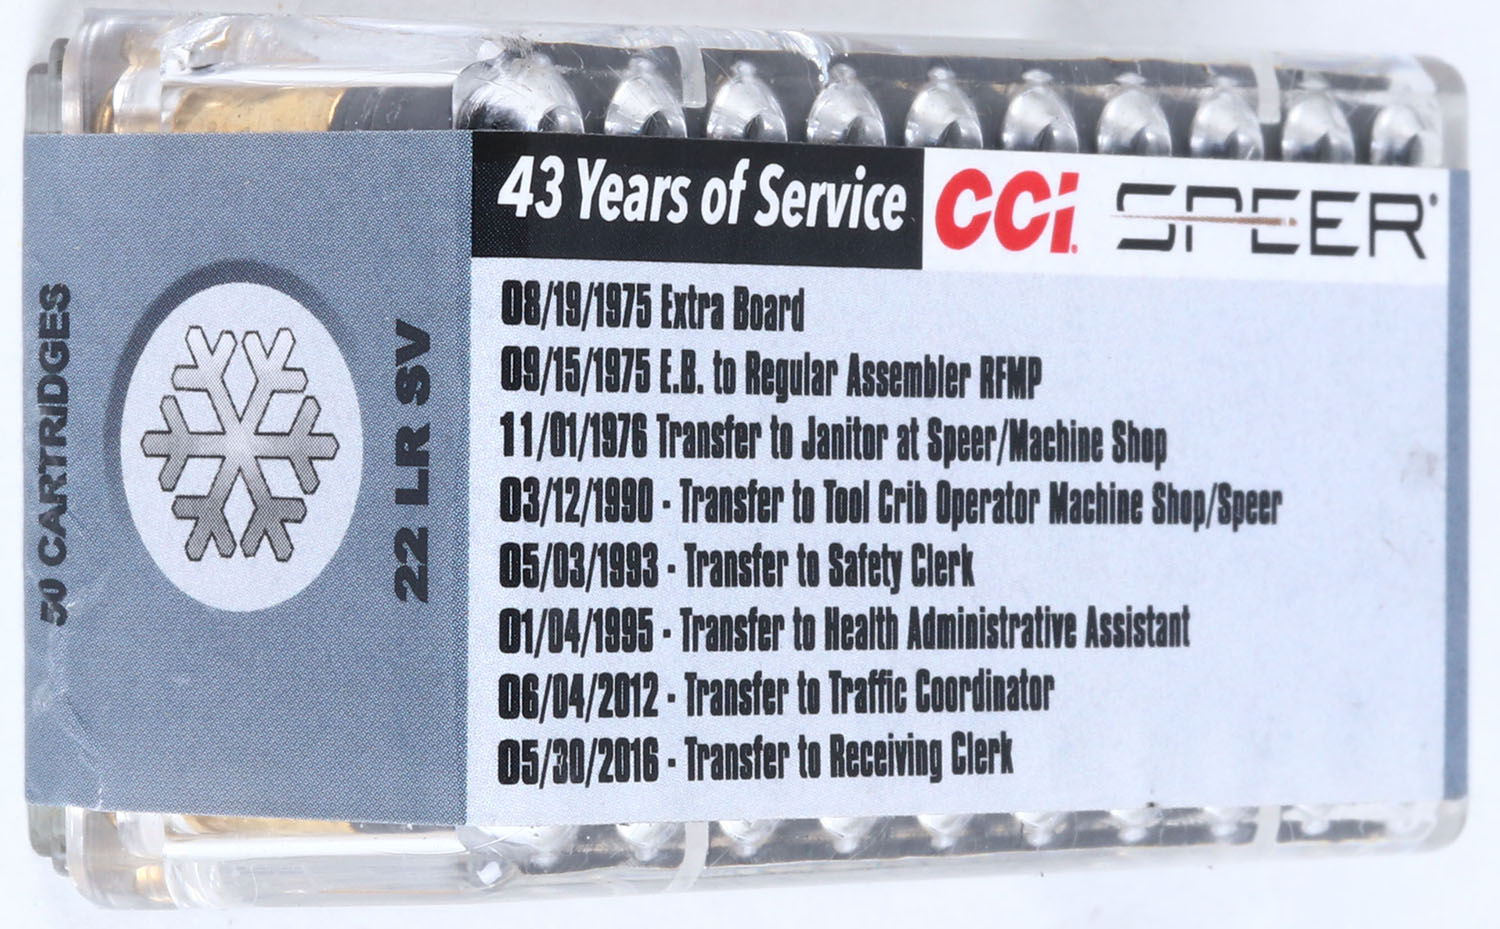 50 CARTRIDGES
22 LR SV
43 Years of Service
CCi SPEER
08/19/1975 Extra Board
09/15/1975 E.B. to Regular Assembler RFMP
11/01/1976 Transfer to Janitor at Speer/Machine Shop
03/12/1990 - Transfer to Tool Crib Operator Machine Shop/Speer
05/03/1993 - Transfer to Safety Clerk
01/04/1995 - Transfer to Health Administrative Assistant
06/04/2012 - Transfer to Traffic Coordinator
05/30/2016 - Transfer to Receiving Clerk